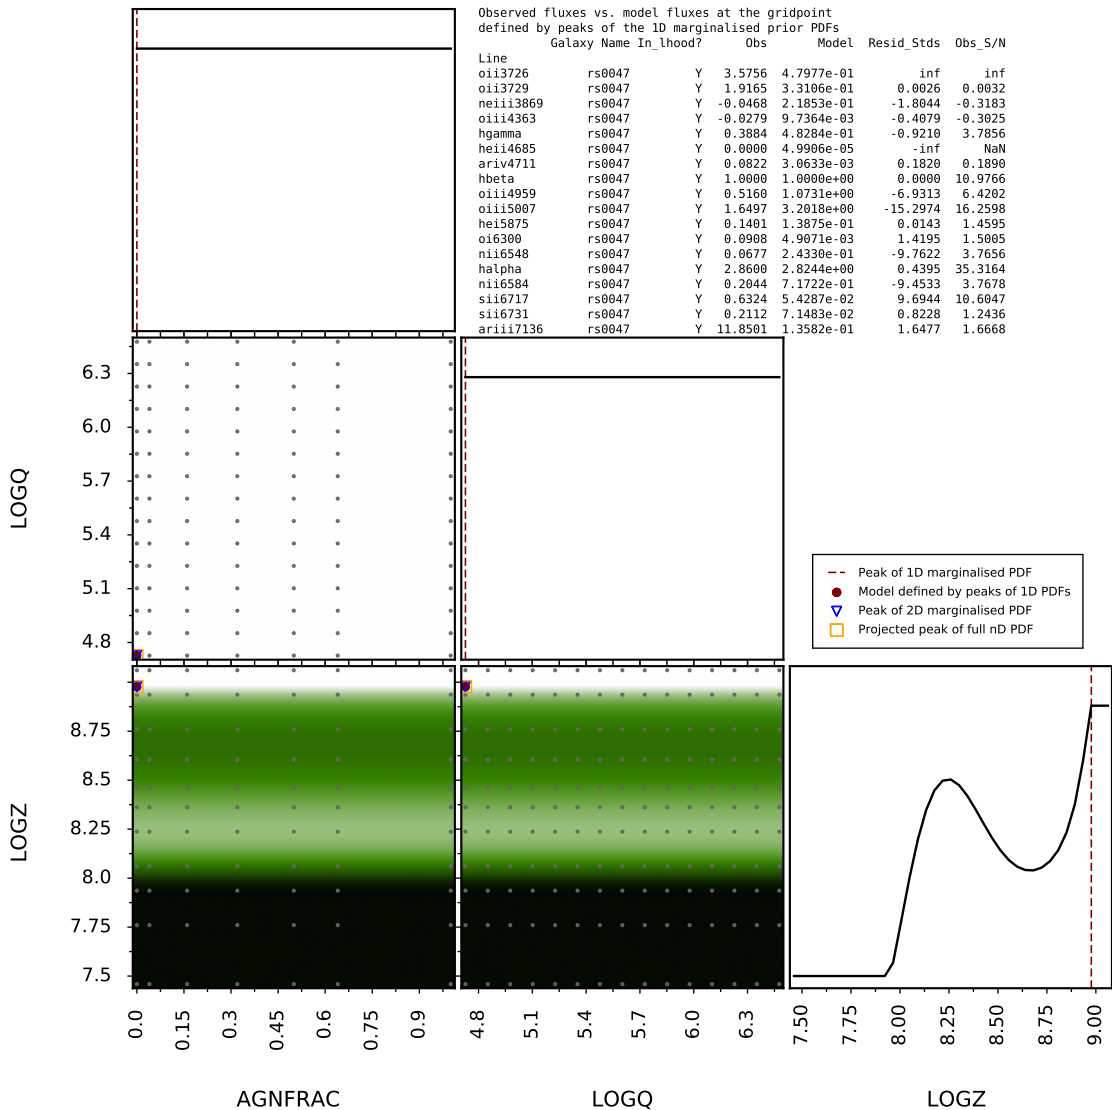 Observed fluxes vs. model fluxes at the gridpoint
defined by peaks of the 1D marginalised prior PDFs
Galaxy Name In_lhood? Obs Model Resid_Stds Obs_S/N
Line
oii3726 rs0047 Y 3.5756 4.7977e-01 inf inf
oii3729 rs0047 Y 1.9165 3.3106e-01 0.0026 0.0032
neiii3869 rs0047 Y -0.0468 2.1853e-01 -1.8044 -0.3183
oiii4363 rs0047 Y -0.0279 9.7364e-03 -0.4079 -0.3025
hgamma rs0047 Y 0.3884 4.8284e-01 -0.9210 3.7856
heii4685 rs0047 Y 0.0000 4.9906e-05 -inf NaN
ariv4711 rs0047 Y 0.0822 3.0633e-03 0.1820 0.1890
hbeta rs0047 Y 1.0000 1.0000e+00 0.0000 10.9766
oiii4959 rs0047 Y 0.5160 1.0731e+00 -6.9313 6.4202
oiii5007 rs0047 Y 1.6497 3.2018e+00 -15.2974 16.2598
hei5875 rs0047 Y 0.1401 1.3875e-01 0.0143 1.4595
oi6300 rs0047 Y 0.0908 4.9071e-03 1.4195 1.5005
nii6548 rs0047 Y 0.0677 2.4330e-01 -9.7622 3.7656
halpha rs0047 Y 2.8600 2.8244e+00 0.4395 35.3164
nii6584 rs0047 Y 0.2044 7.1722e-01 -9.4533 3.7678
sii6717 rs0047 Y 0.6324 5.4287e-02 9.6944 10.6047
sii6731 rs0047 Y 0.2112 7.1483e-02 0.8228 1.2436
ariii7136 rs0047 Y 11.8501 1.3582e-01 1.6477 1.6668
LOGQ
6.3
6.0
5.7
5.4
5.1
4.8
Peak of 1D marginalised PDF
Model defined by peaks of 1D PDFs
Peak of 2D marginalised PDF
Projected peak of full nD PDF
LOGZ
8.75
8.5
8.25
8.0
7.75
7.5
0.0 0.15 0.3 0.45 0.6 0.75 0.9
4.8 5.1 5.4 5.7 6.0 6.3
7.50 7.75 8.00 8.25 8.50 8.75 9.00
AGNFRAC LOGQ LOGZ